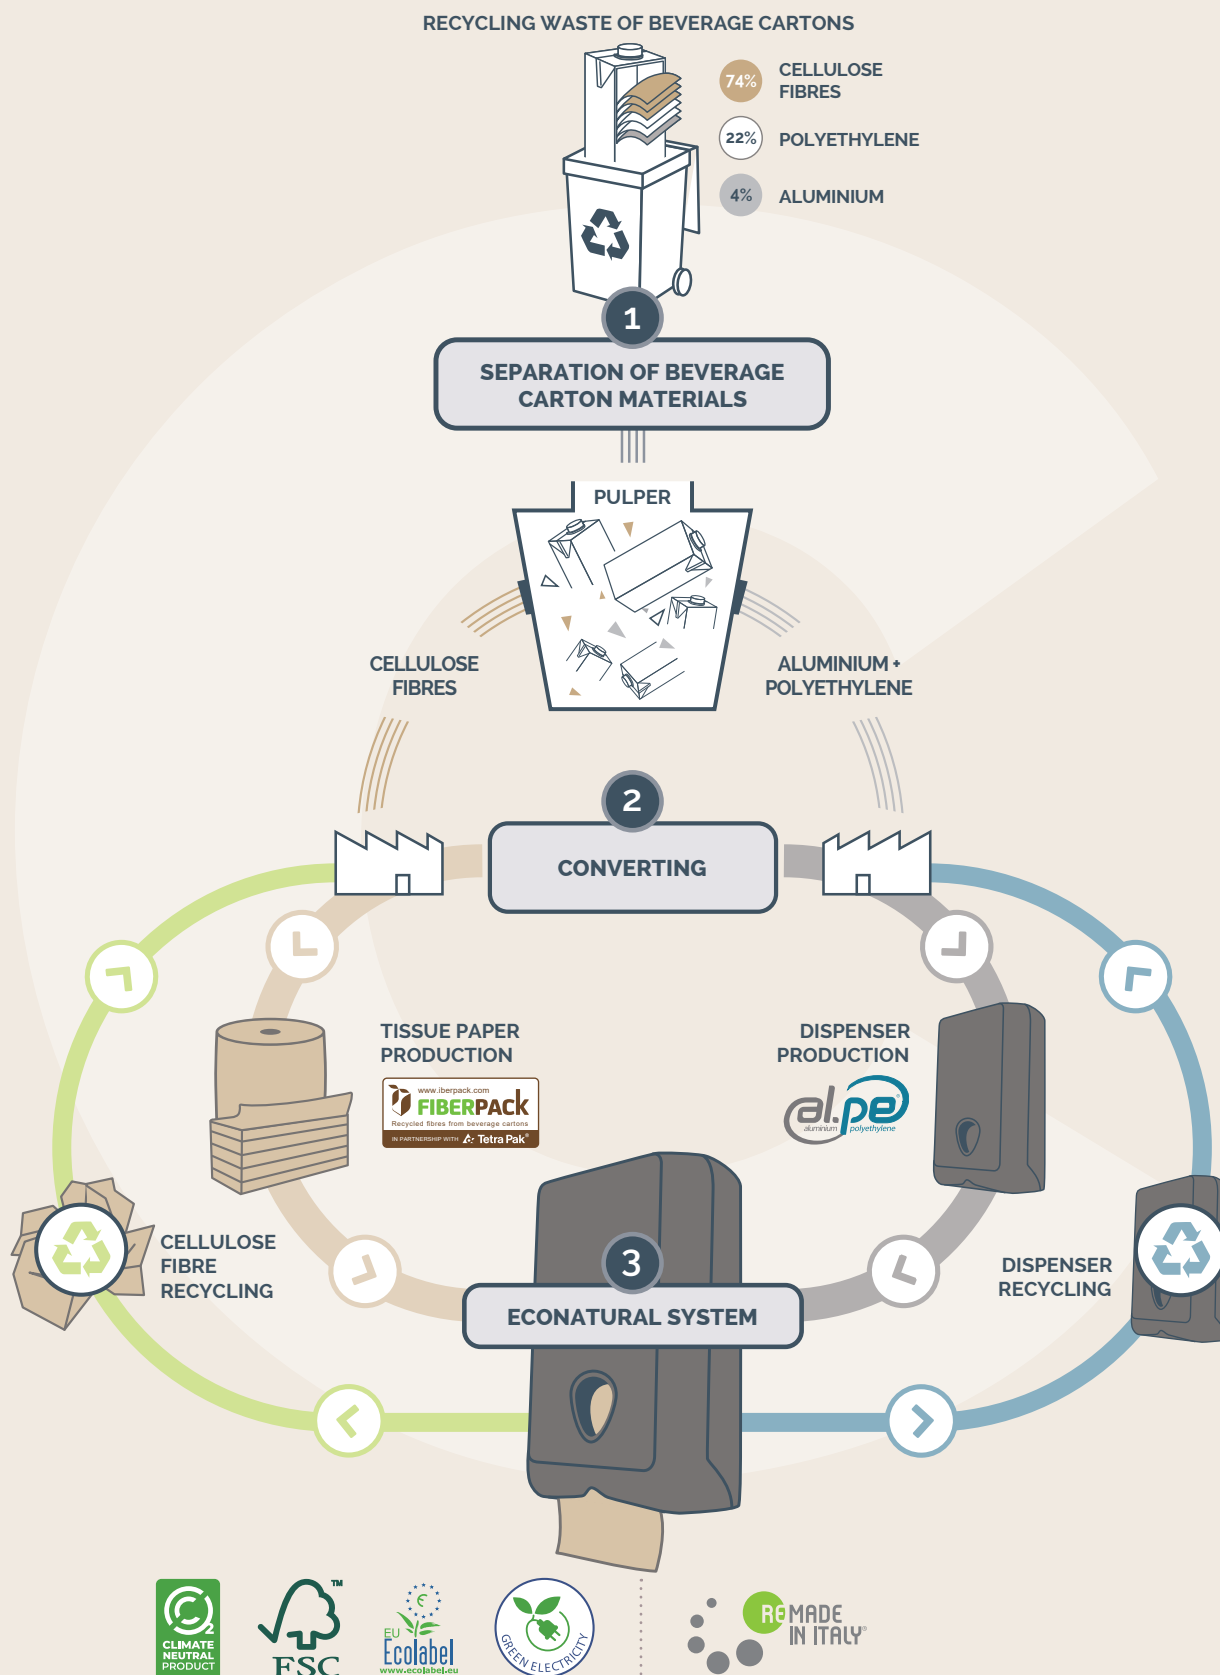 RECYCLING WASTE OF BEVERAGE CARTONS
74%
CELLULOSE
FIBRES
22%
POLYETHYLENE
4%
ALUMINIUM
1
SEPARATION OF BEVERAGE
CARTON MATERIALS
PULPER
CELLULOSE
FIBRES
ALUMINIUM +
POLYETHYLENE
2
CONVERTING
TISSUE PAPER
PRODUCTION
www.iberpack.com
FIBERPACK
Recycled fibres from beverage cartons
IN PARTNERSHIP WITH Tetra Pak®
DISPENSER
PRODUCTION
al.pe®
aluminium polyethylene
CELLULOSE
FIBRE
RECYCLING
DISPENSER
RECYCLING
3
ECONATURAL SYSTEM
CO2
CLIMATE
NEUTRAL
PRODUCT
™
FSC
EU
Ecolabel
www.ecolabel.eu
GREEN ELECTRICITY
REMADE
IN ITALY®